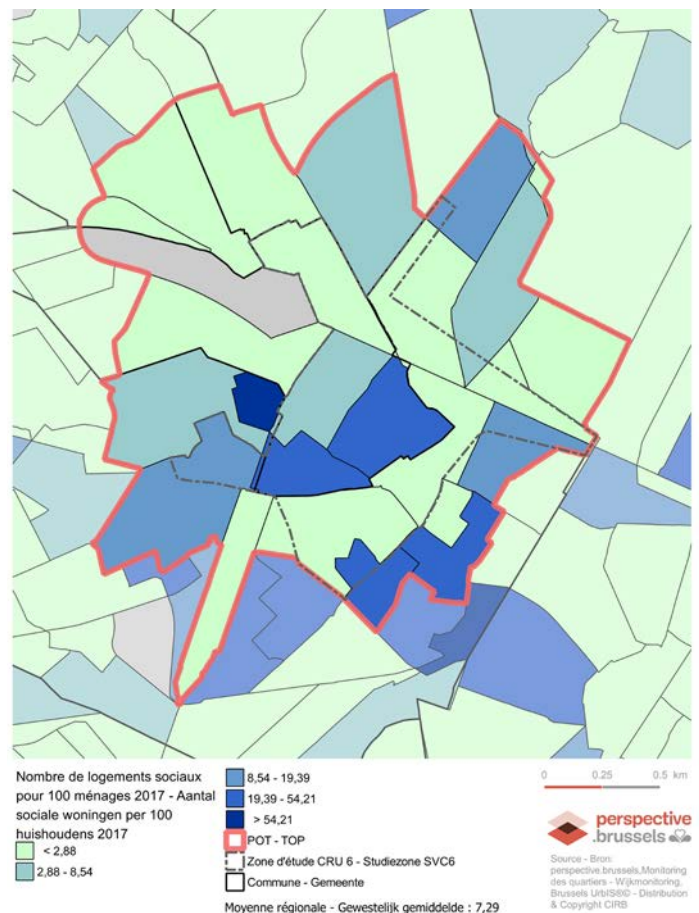 Nombre de logements sociaux
pour 100 ménages 2017 - Aantal
sociale woningen per 100
huishoudens 2017
< 2,88
2,88 - 8,54
8,54 - 19,39
19,39 - 54,21
> 54,21
POT - TOP
Zone d'étude CRU 6 - Studiezone SVC6
Commune - Gemeente
Moyenne régionale - Gewestelijk gemiddelde : 7,29
0 0.25 0.5 km
perspective
.brussels
Source - Bron:
perspective.brussels,Monitoring
des quartiers - Wijkmonitoring,
Brussels UrbIS®© - Distribution
& Copyright CIRB